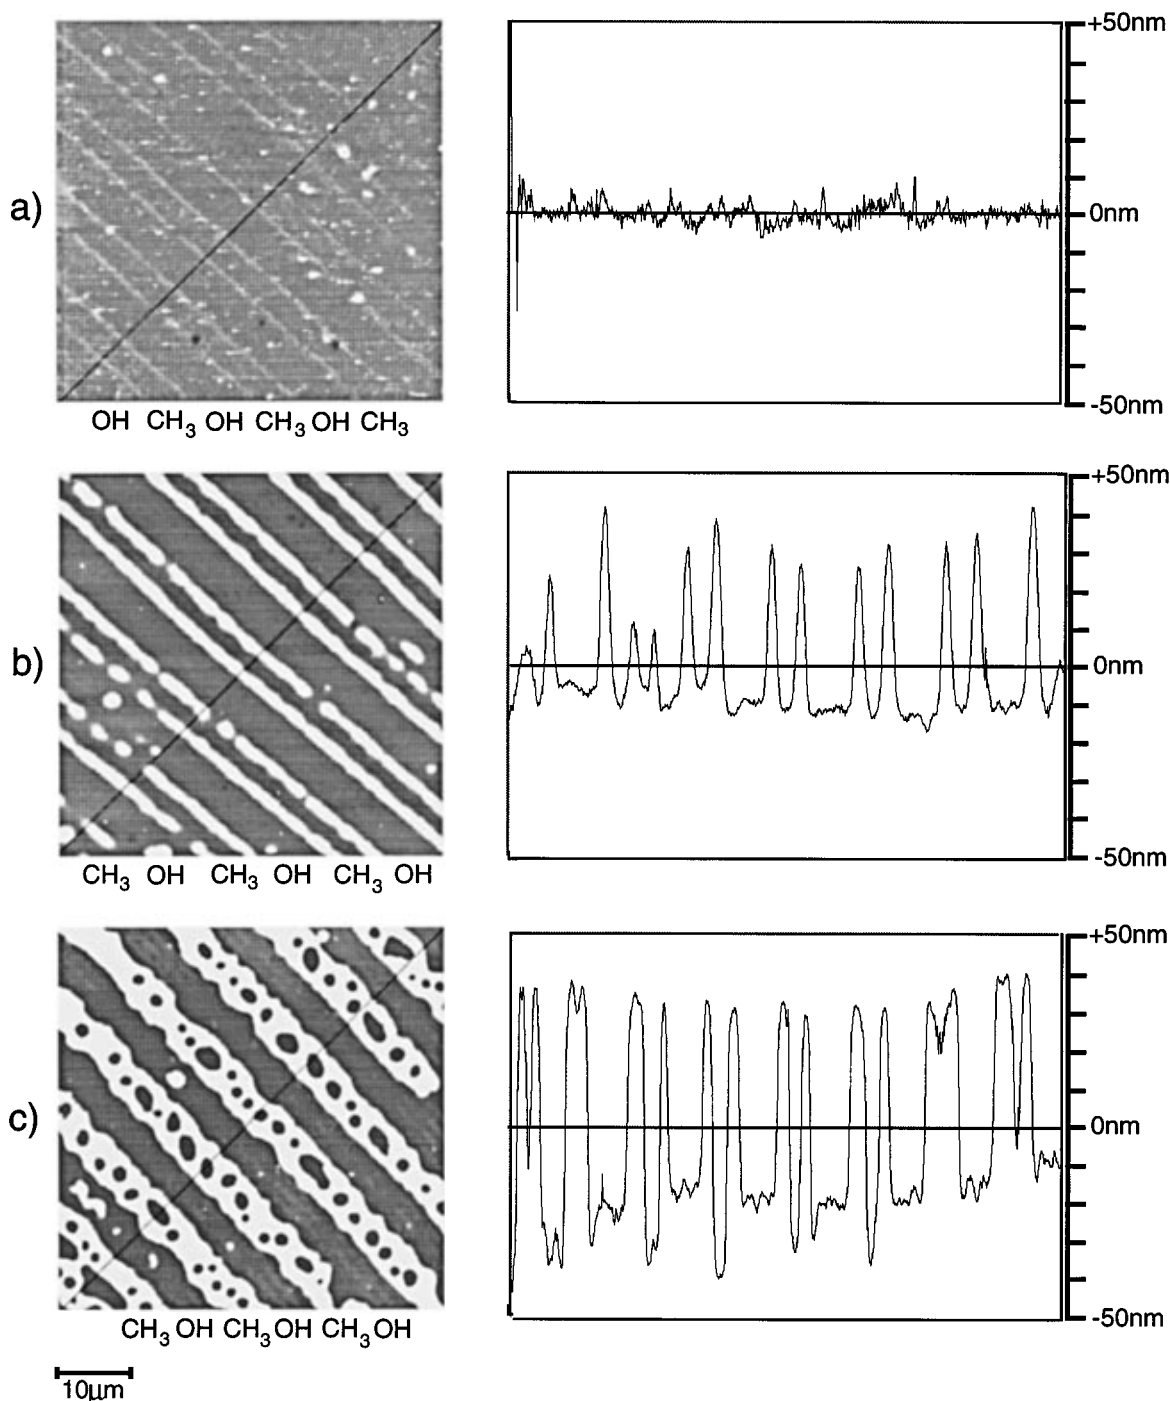 +50nm
a)
0nm
-50nm
OH CH₃ OH CH₃ OH CH₃
+50nm
b)
0nm
-50nm
CH₃ OH CH₃ OH CH₃ OH
+50nm
c)
0nm
-50nm
CH₃ OH CH₃ OH CH₃ OH
10μm